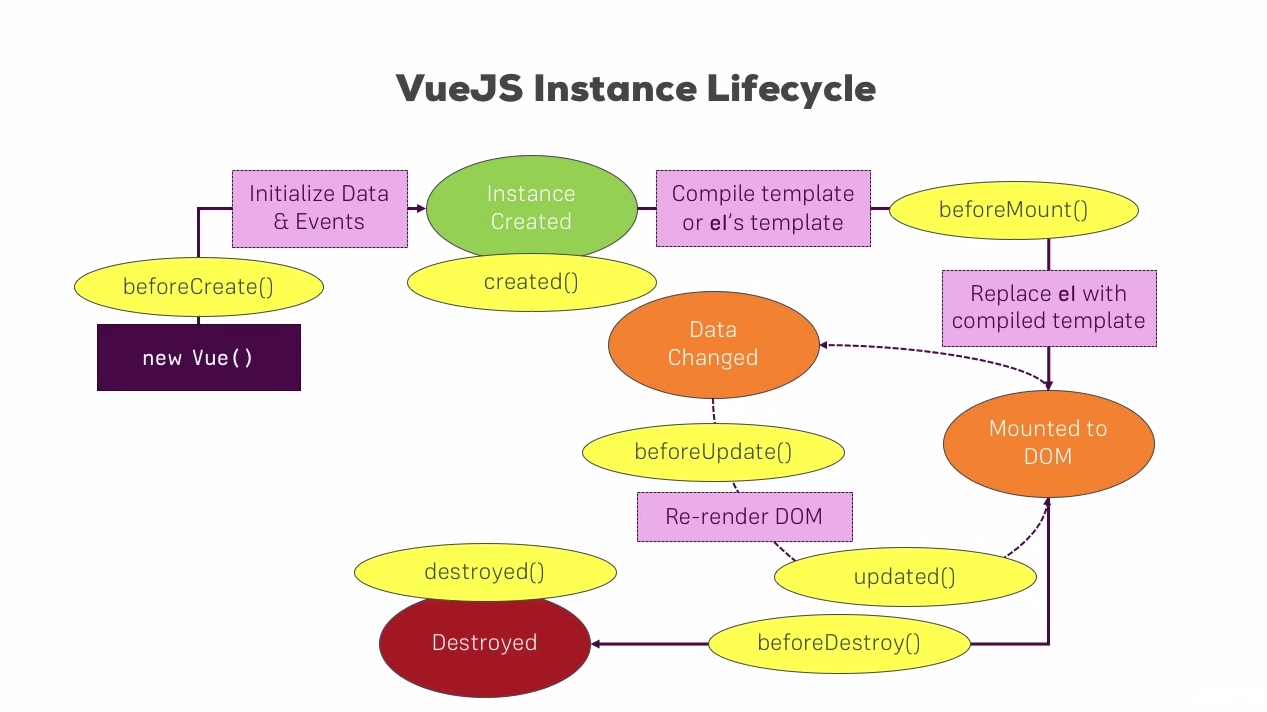 VueJS Instance Lifecycle
Initialize Data
& Events
Instance
Created
Compile template
or el's template
beforeMount()
beforeCreate()
created()
new Vue()
Replace el with
compiled template
Data
Changed
Mounted to
DOM
beforeUpdate()
Re-render DOM
updated()
destroyed()
Destroyed
beforeDestroy()